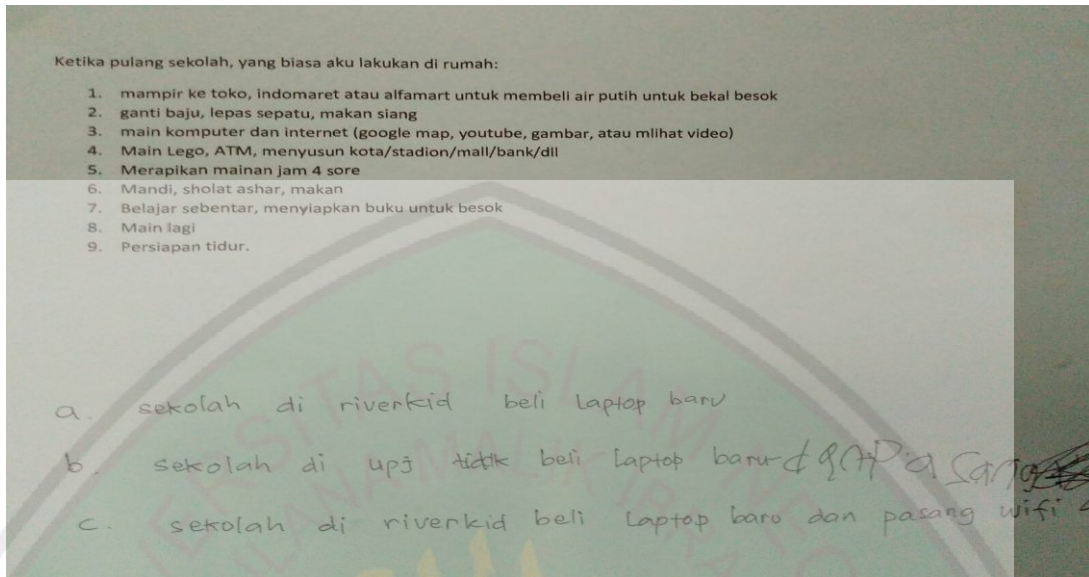 Ketika pulang sekolah, yang biasa aku lakukan di rumah:
1. mampir ke toko, indomaret atau alfamart untuk membeli air putih untuk bekal besok
2. ganti baju, lepas sepatu, makan siang
3. main komputer dan internet (google map, youtube, gambar, atau mlihat video)
4. Main Lego, ATM, menyusun kota/stadion/mall/bank/dll
5. Merapikan mainan jam 4 sore
6. Mandi, sholat ashar, makan
7. Belajar sebentar, menyiapkan buku untuk besok
8. Main lagi
9. Persiapan tidur.
a. sekolah di riverkid beli laptop baru
b. sekolah di upj tidak beli laptop baru
c. sekolah di riverkid beli laptop baru dan pasang wifi